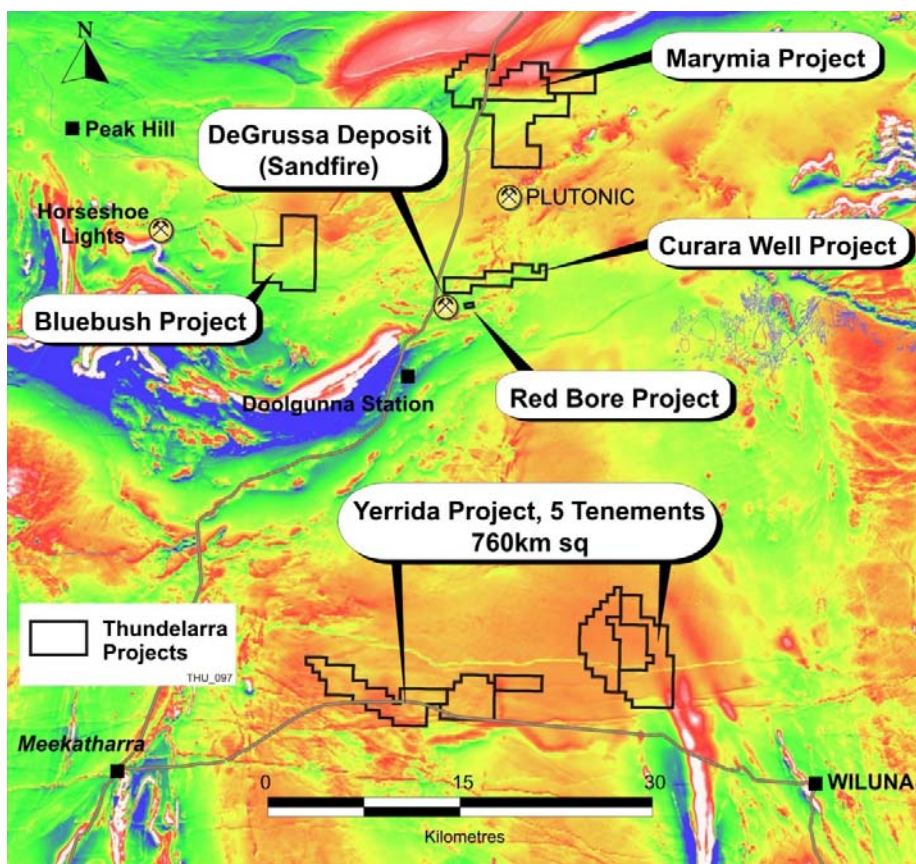 N
Marymia Project
Peak Hill
DeGrussa Deposit
(Sandfire)
PLUTONIC
Horseshoe
Lights
Curara Well Project
Bluebush Project
Doolgunna Station
Red Bore Project
Yerrida Project, 5 Tenements
760km sq
Thundelarra
Projects
THU_097
Meekatharra
0 15 30
WILUNA
Kilometres